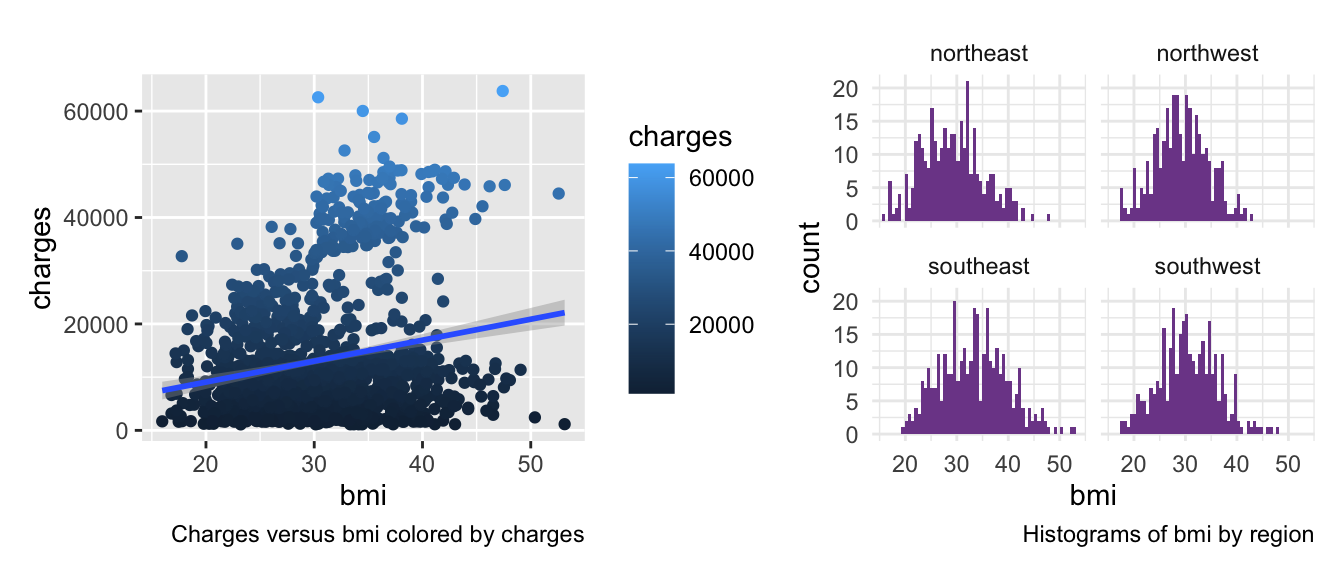 charges
60000
40000
20000
0
20 30 40 50
bmi
charges
60000
40000
20000
Charges versus bmi colored by charges
northeast northwest
20
15
10
5
0
count
southeast southwest
20
15
10
5
0
20 30 40 50 20 30 40 50
bmi
Histograms of bmi by region